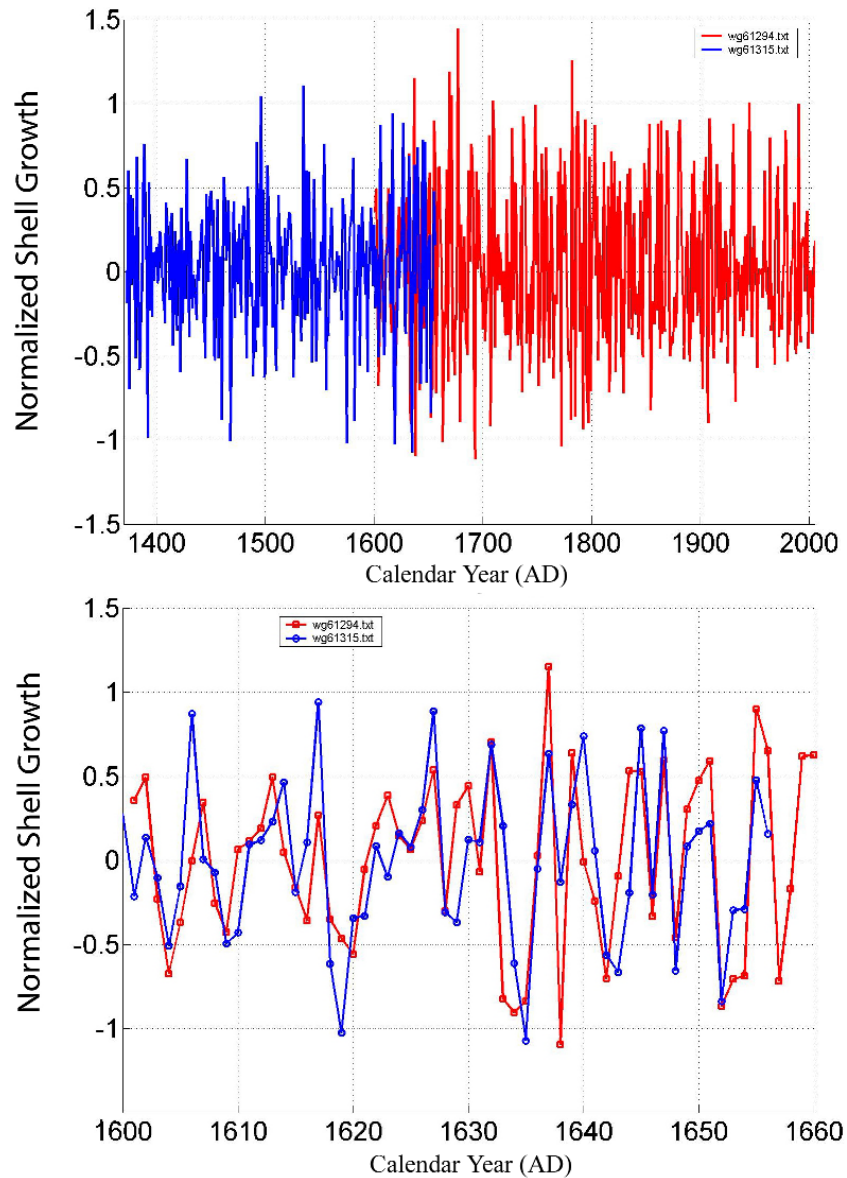 1.5
wg61294.txt
wg61315.txt
1
0.5
0
-0.5
-1
-1.5
Normalized Shell Growth
1400 1500 1600 1700 1800 1900 2000
Calendar Year (AD)
1.5
wg61294.txt
wg61315.txt
1
0.5
0
-0.5
-1
Normalized Shell Growth
1600 1610 1620 1630 1640 1650 1660
Calendar Year (AD)